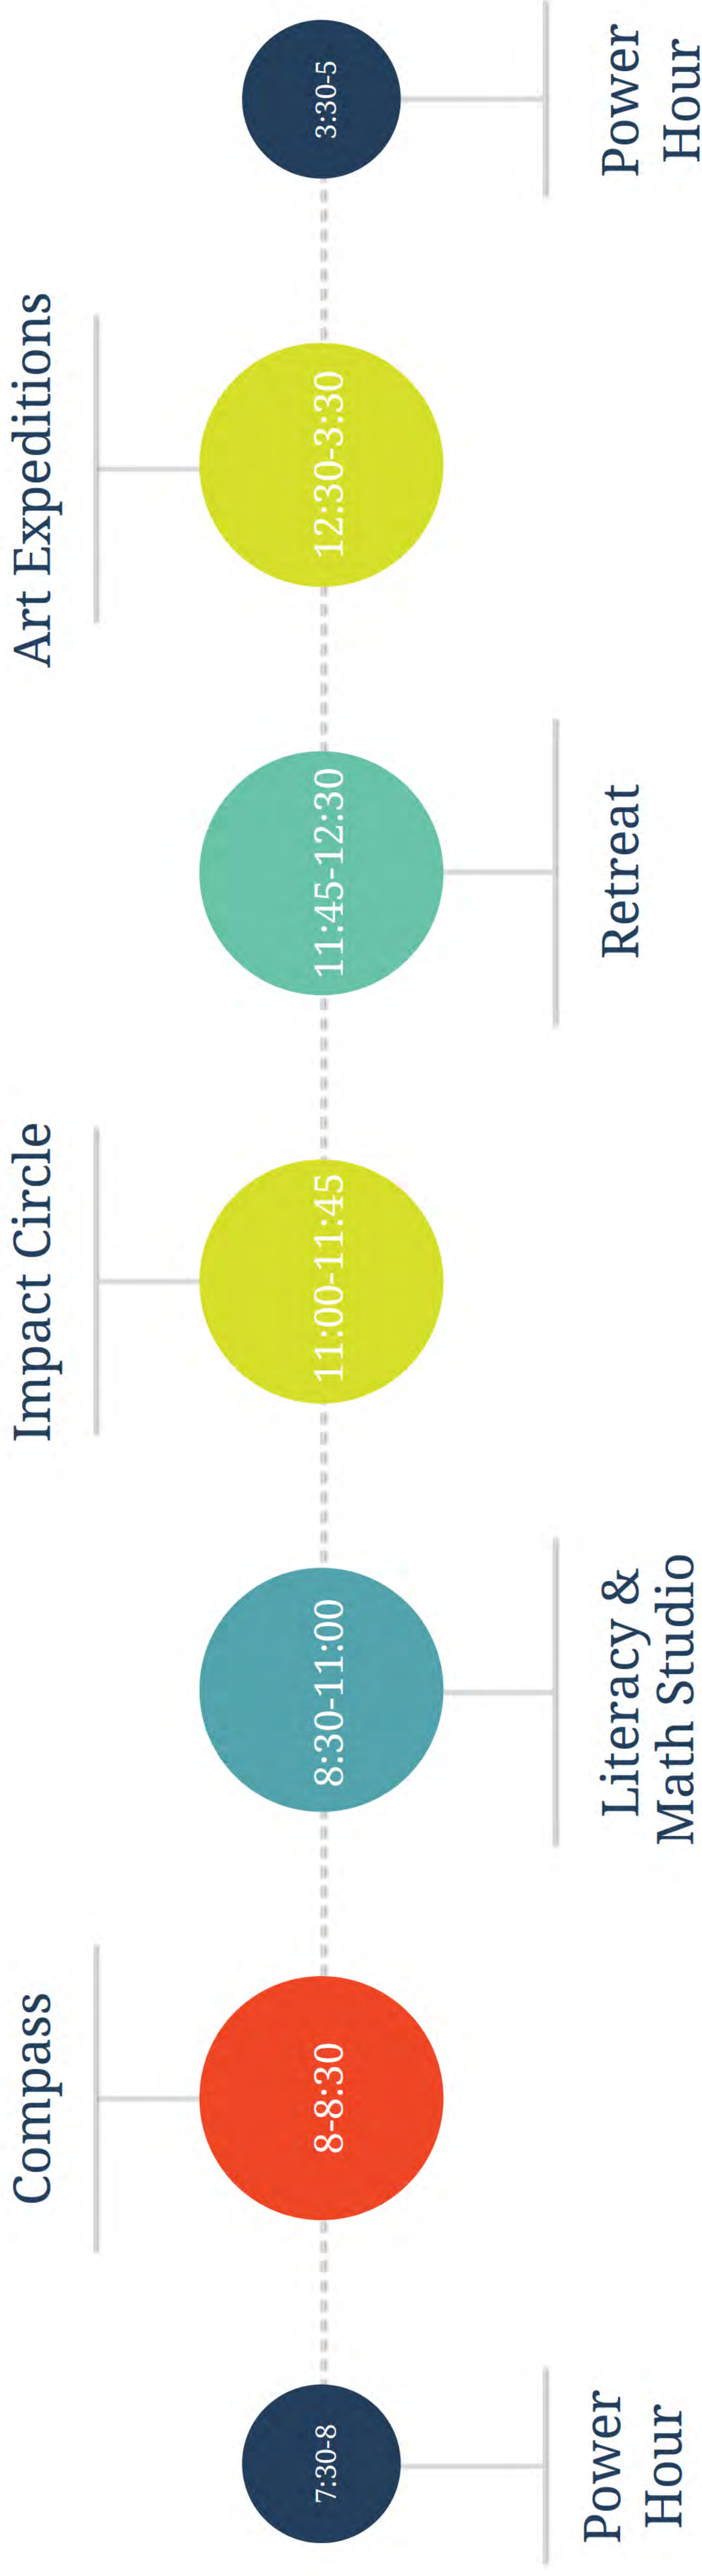 7:30-8
Power
Hour
Compass
8-8:30
8:30-11:00
Literacy &
Math Studio
Impact Circle
11:00-11:45
11:45-12:30
Retreat
Art Expeditions
12:30-3:30
3:30-5
Power
Hour